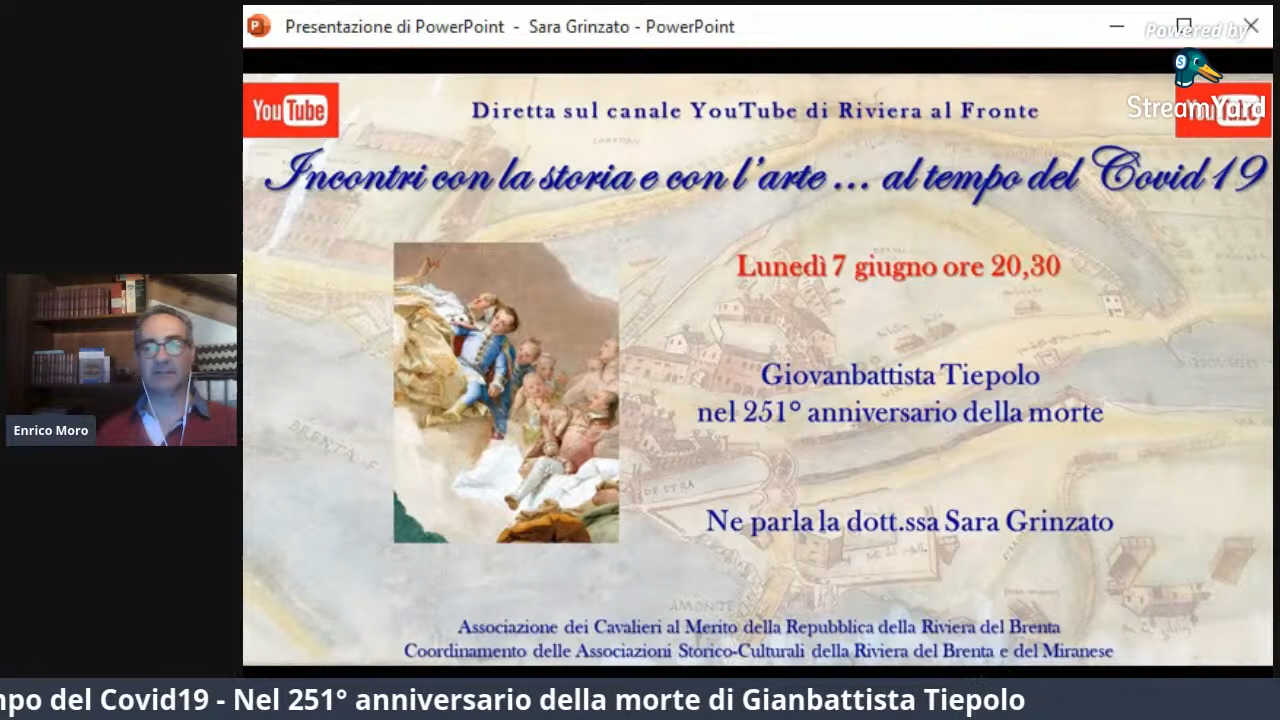 Presentazione di PowerPoint - Sara Grinzato - PowerPoint
Powered by
StreamYard
YouTube
Diretta sul canale YouTube di Riviera al Fronte
Incontri con la storia e con l'arte ... al tempo del Covid 19
Lunedì 7 giugno ore 20,30
Giovanbattista Tiepolo
nel 251° anniversario della morte
Enrico Moro
BRENTA F.
DESTRA
Ne parla la dott.ssa Sara Grinzato
Associazione dei Cavalieri al Merito della Repubblica della Riviera del Brenta
Coordinamento delle Associazioni Storico-Culturali della Riviera del Brenta e del Miranese
del Covid19 - Nel 251° anniversario della morte di Gianbattista Tiepolo